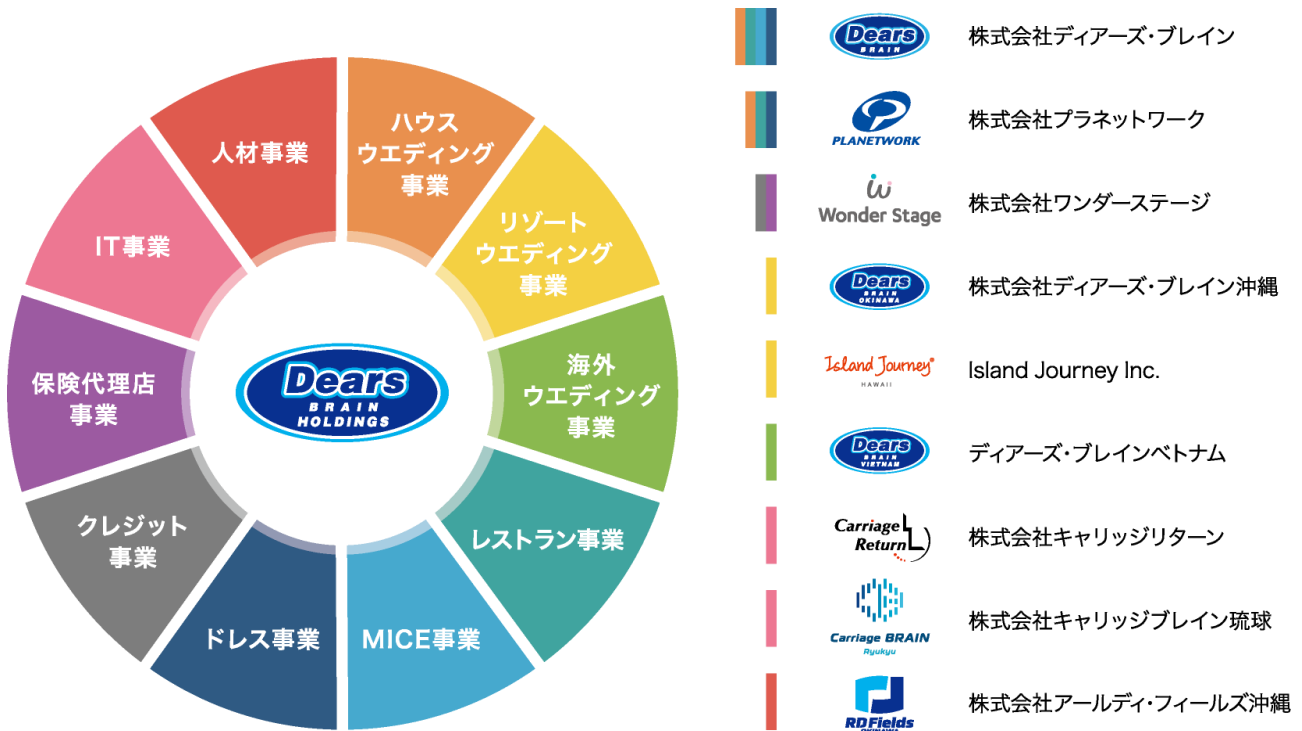 ハウス
ウエディング
事業
リゾート
ウエディング
事業
海外
ウエディング
事業
レストラン事業
MICE事業
ドレス事業
クレジット
事業
保険代理店
事業
IT事業
人材事業
Dears
BRAIN
HOLDINGS
Dears
BRAIN
株式会社ディアーズ・ブレイン
PLANETWORK
株式会社プラネットワーク
Wonder Stage
株式会社ワンダーステージ
Dears
BRAIN
OKINAWA
株式会社ディアーズ・ブレイン沖縄
Island Journey
HAWAII
Island Journey Inc.
Dears
BRAIN
VIETNAM
ディアーズ・ブレインベトナム
Carriage
Return
株式会社キャリッジリターン
Carriage BRAIN
Ryukyu
株式会社キャリッジブレイン琉球
RD Fields
OKINAWA
株式会社アールディ・フィールズ沖縄